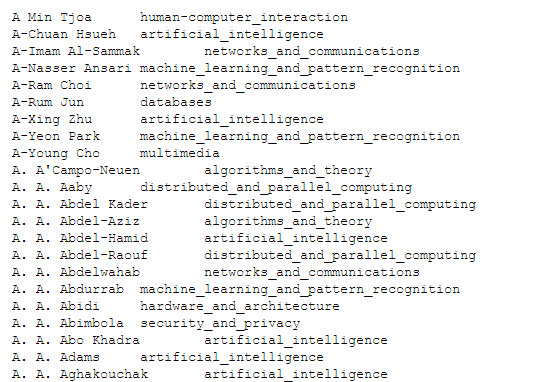 A Min Tjoa human-computer_interaction
A-Chuan Hsueh artificial_intelligence
A-Imam Al-Sammak networks_and_communications
A-Nasser Ansari machine_learning_and_pattern_recognition
A-Ram Choi networks_and_communications
A-Rum Jun databases
A-Xing Zhu artificial_intelligence
A-Yeon Park machine_learning_and_pattern_recognition
A-Young Cho multimedia
A. A'Campo-Neuen algorithms_and_theory
A. A. Aaby distributed_and_parallel_computing
A. A. Abdel Kader distributed_and_parallel_computing
A. A. Abdel-Aziz algorithms_and_theory
A. A. Abdel-Hamid artificial_intelligence
A. A. Abdel-Raouf distributed_and_parallel_computing
A. A. Abdelwahab networks_and_communications
A. A. Abdurrab machine_learning_and_pattern_recognition
A. A. Abidi hardware_and_architecture
A. A. Abimbola security_and_privacy
A. A. Abo Khadra artificial_intelligence
A. A. Adams artificial_intelligence
A. A. Aghakouchak artificial_intelligence